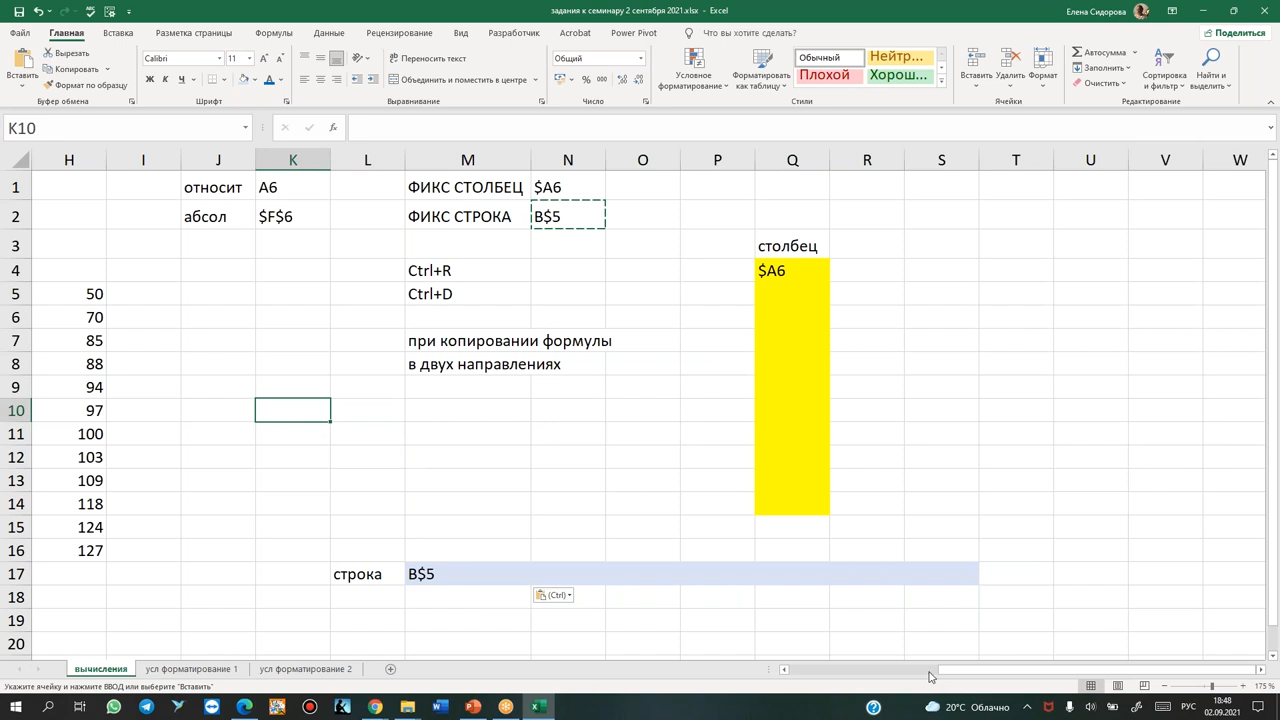 задания к семинару 2 сентября 2021.xlsx - Excel
Елена Сидорова
Файл Главная Вставка Разметка страницы Формулы Данные Рецензирование Вид Разработчик Acrobat Power Pivot Что вы хотите сделать? Поделиться
Вставить
Вырезать
Копировать
Формат по образцу
Буфер обмена
Calibri 11
Ж К Ч
Шрифт
Переносить текст
Объединить и поместить в центре
Выравнивание
Общий
% 000
Число
Условное форматирование
Форматировать как таблицу
Обычный Нейтр...
Плохой Хорош...
Стили
Вставить Удалить Формат
Ячейки
Автосумма
Заполнить
Очистить
Сортировка и фильтр
Найти и выделить
Редактирование
K10 fx
H I J K L M N O P Q R S T U V W
1 относит A6 ФИКС СТОЛБЕЦ $A6
2 абсол $F$6 ФИКС СТРОКА B$5
3 столбец
4 Ctrl+R $A6
5 50 Ctrl+D
6 70
7 85 при копировании формулы
8 88 в двух направлениях
9 94
10 97
11 100
12 103
13 109
14 118
15 124
16 127
17 строка B$5
18 (Ctrl)
19
20
вычисления усл форматирование 1 усл форматирование 2
Укажите ячейку и нажмите ВВОД или выберите "Вставить"
175 %
20°C Облачно РУС 18:48
02.09.2021